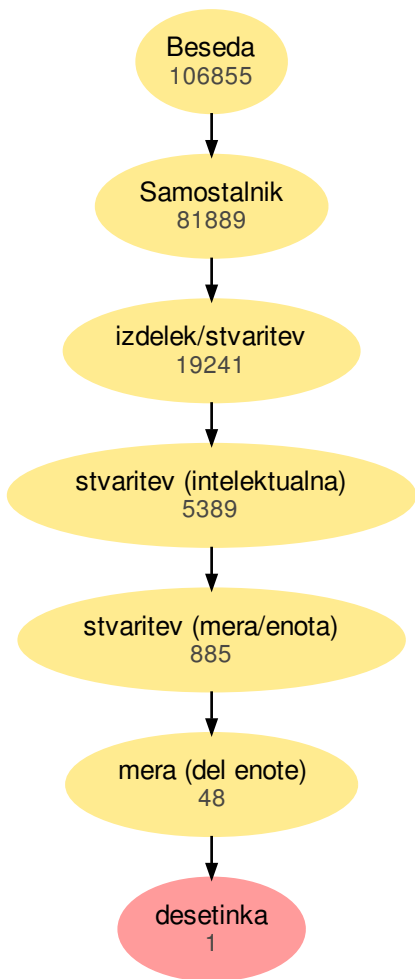 Beseda
106855
Samostalnik
81889
izdelek/stvaritev
19241
stvaritev (intelektualna)
5389
stvaritev (mera/enota)
885
mera (del enote)
48
desetinka
1